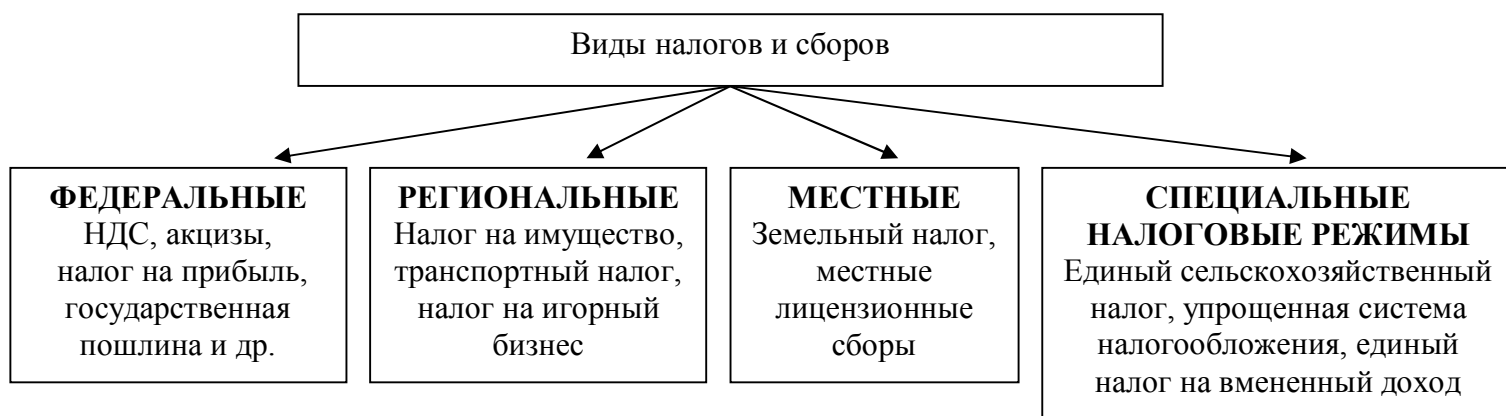 Виды налогов и сборов
ФЕДЕРАЛЬНЫЕ
НДС, акцизы,
налог на прибыль,
государственная
пошлина и др.
РЕГИОНАЛЬНЫЕ
Налог на имущество,
транспортный налог,
налог на игорный
бизнес
МЕСТНЫЕ
Земельный налог,
местные
лицензионные
сборы
СПЕЦИАЛЬНЫЕ
НАЛОГОВЫЕ РЕЖИМЫ
Единый сельскохозяйственный
налог, упрощенная система
налогообложения, единый
налог на вмененный доход